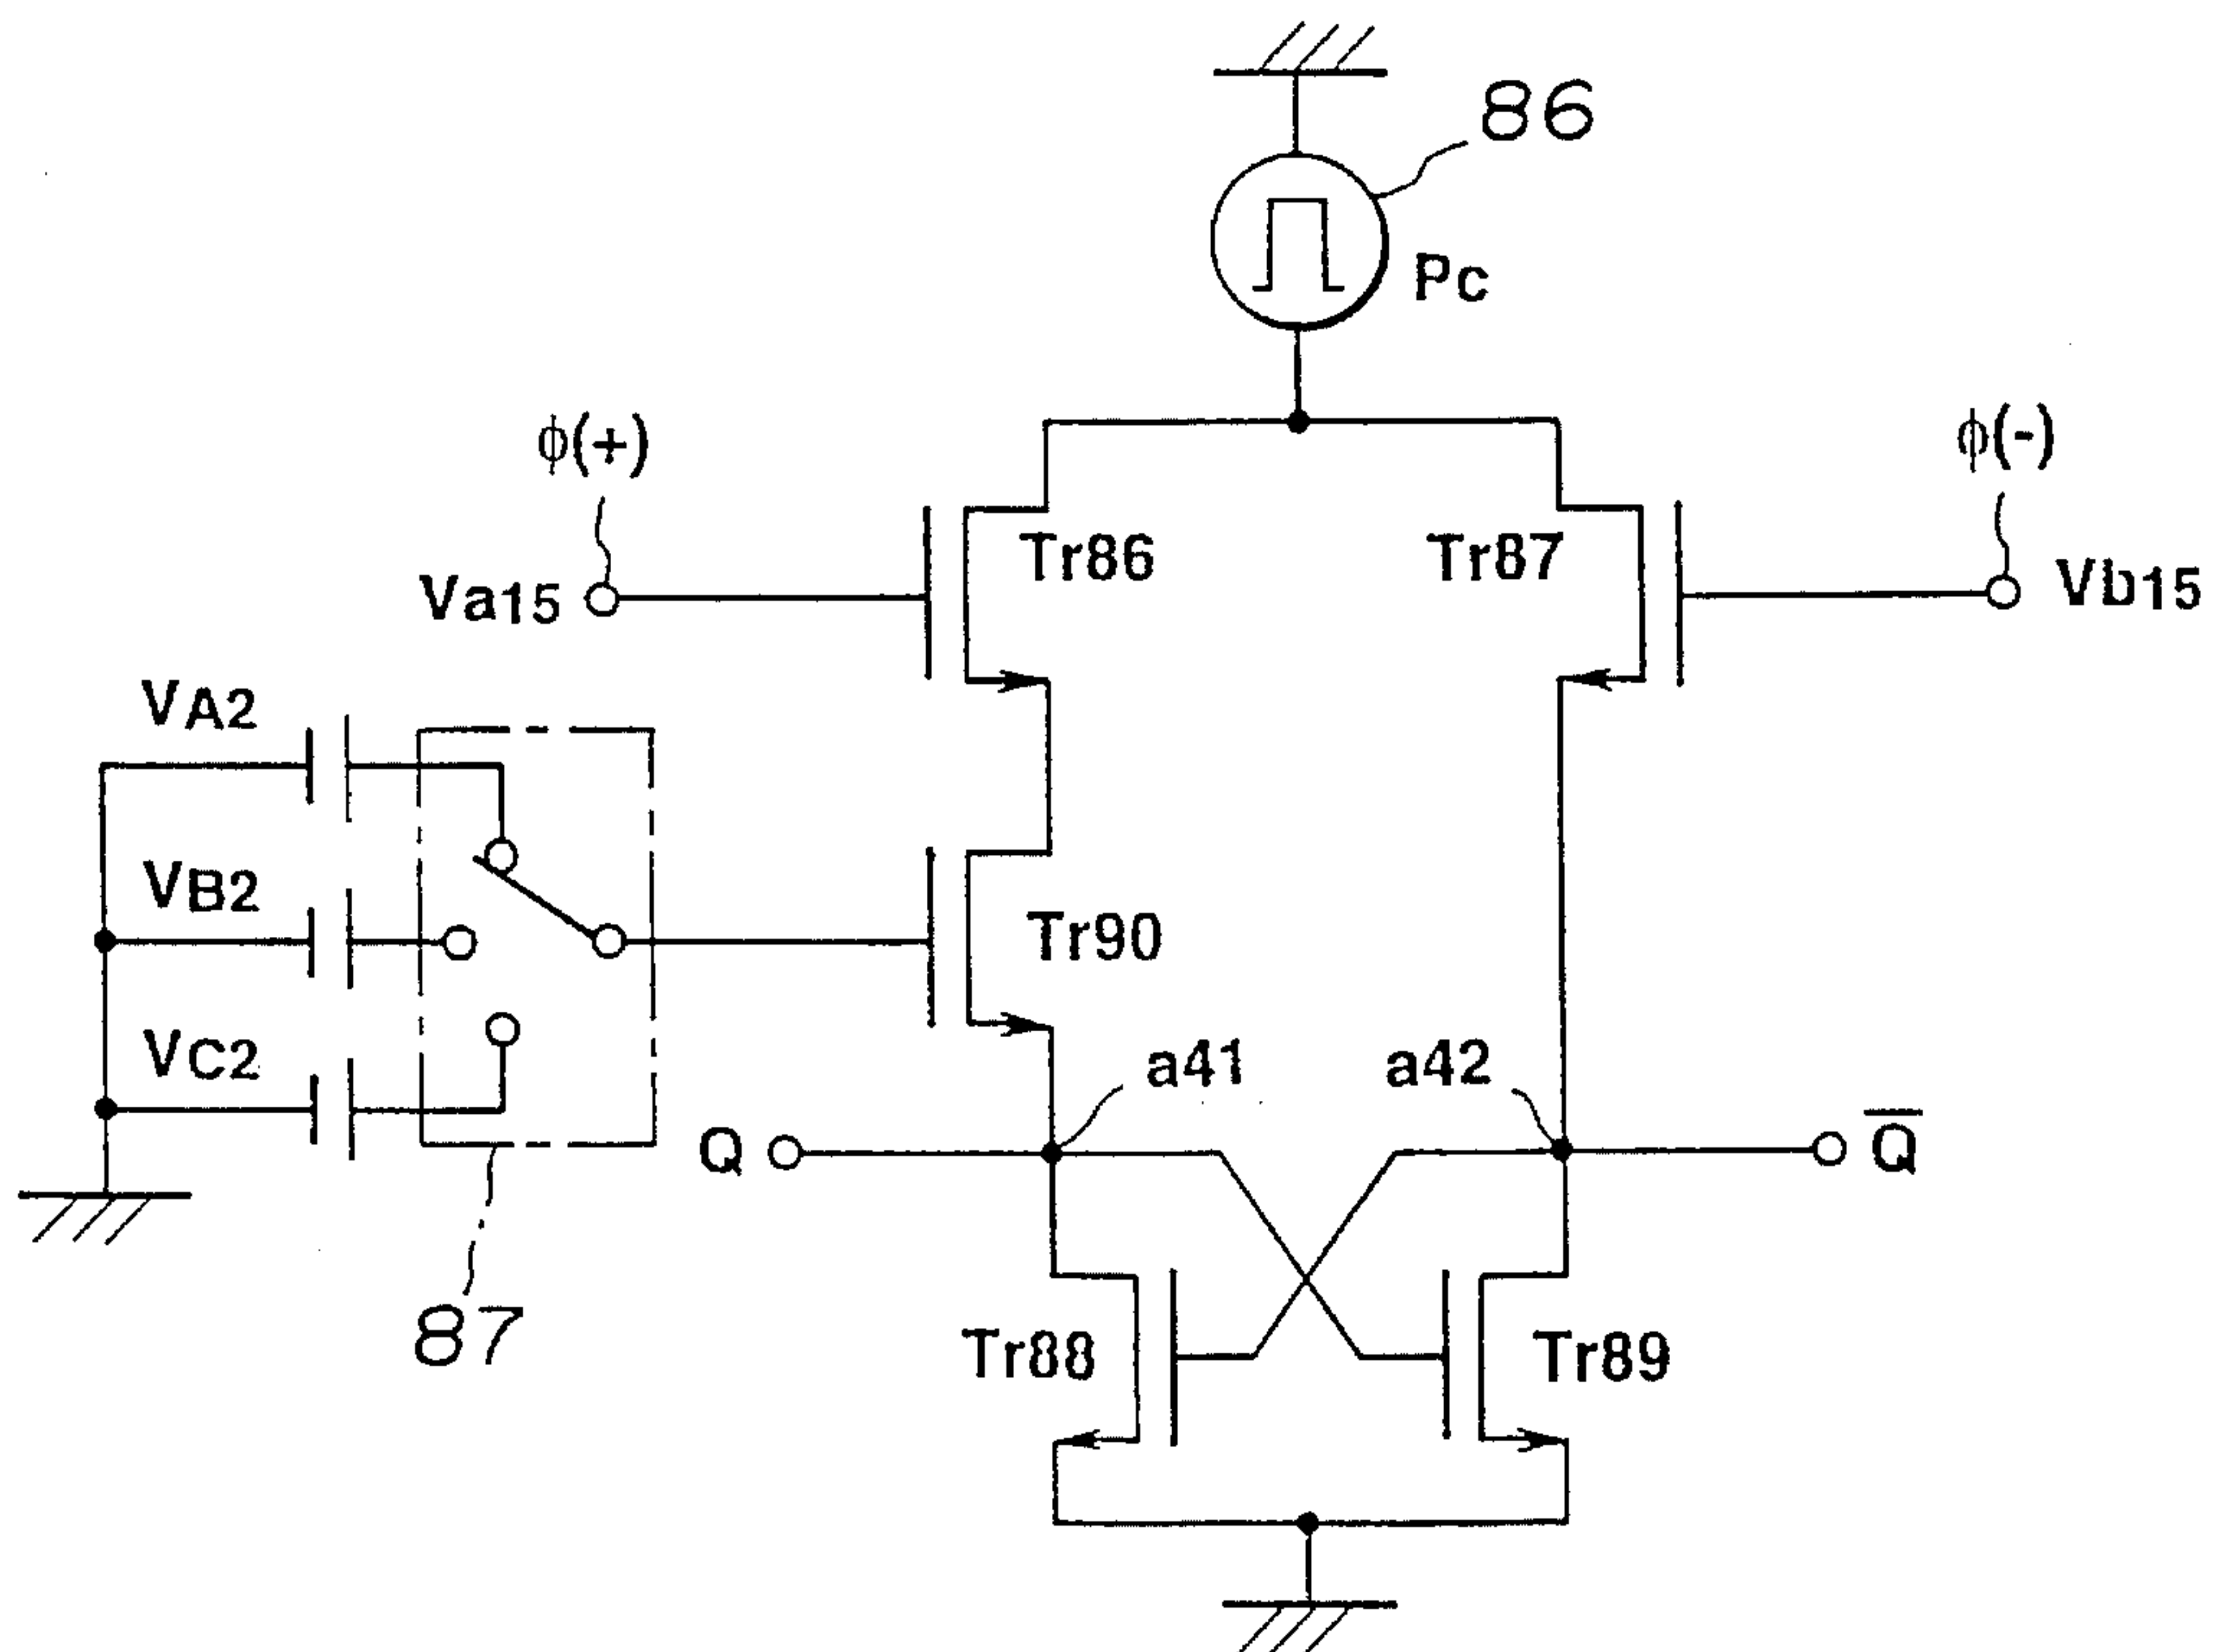 86
Pc
ϕ(+)
ϕ(-)
Tr86
Tr87
Va15
Vb15
VA2
VB2
Tr90
VC2
a41
a42
Q
Q̅
87
Tr88
Tr89